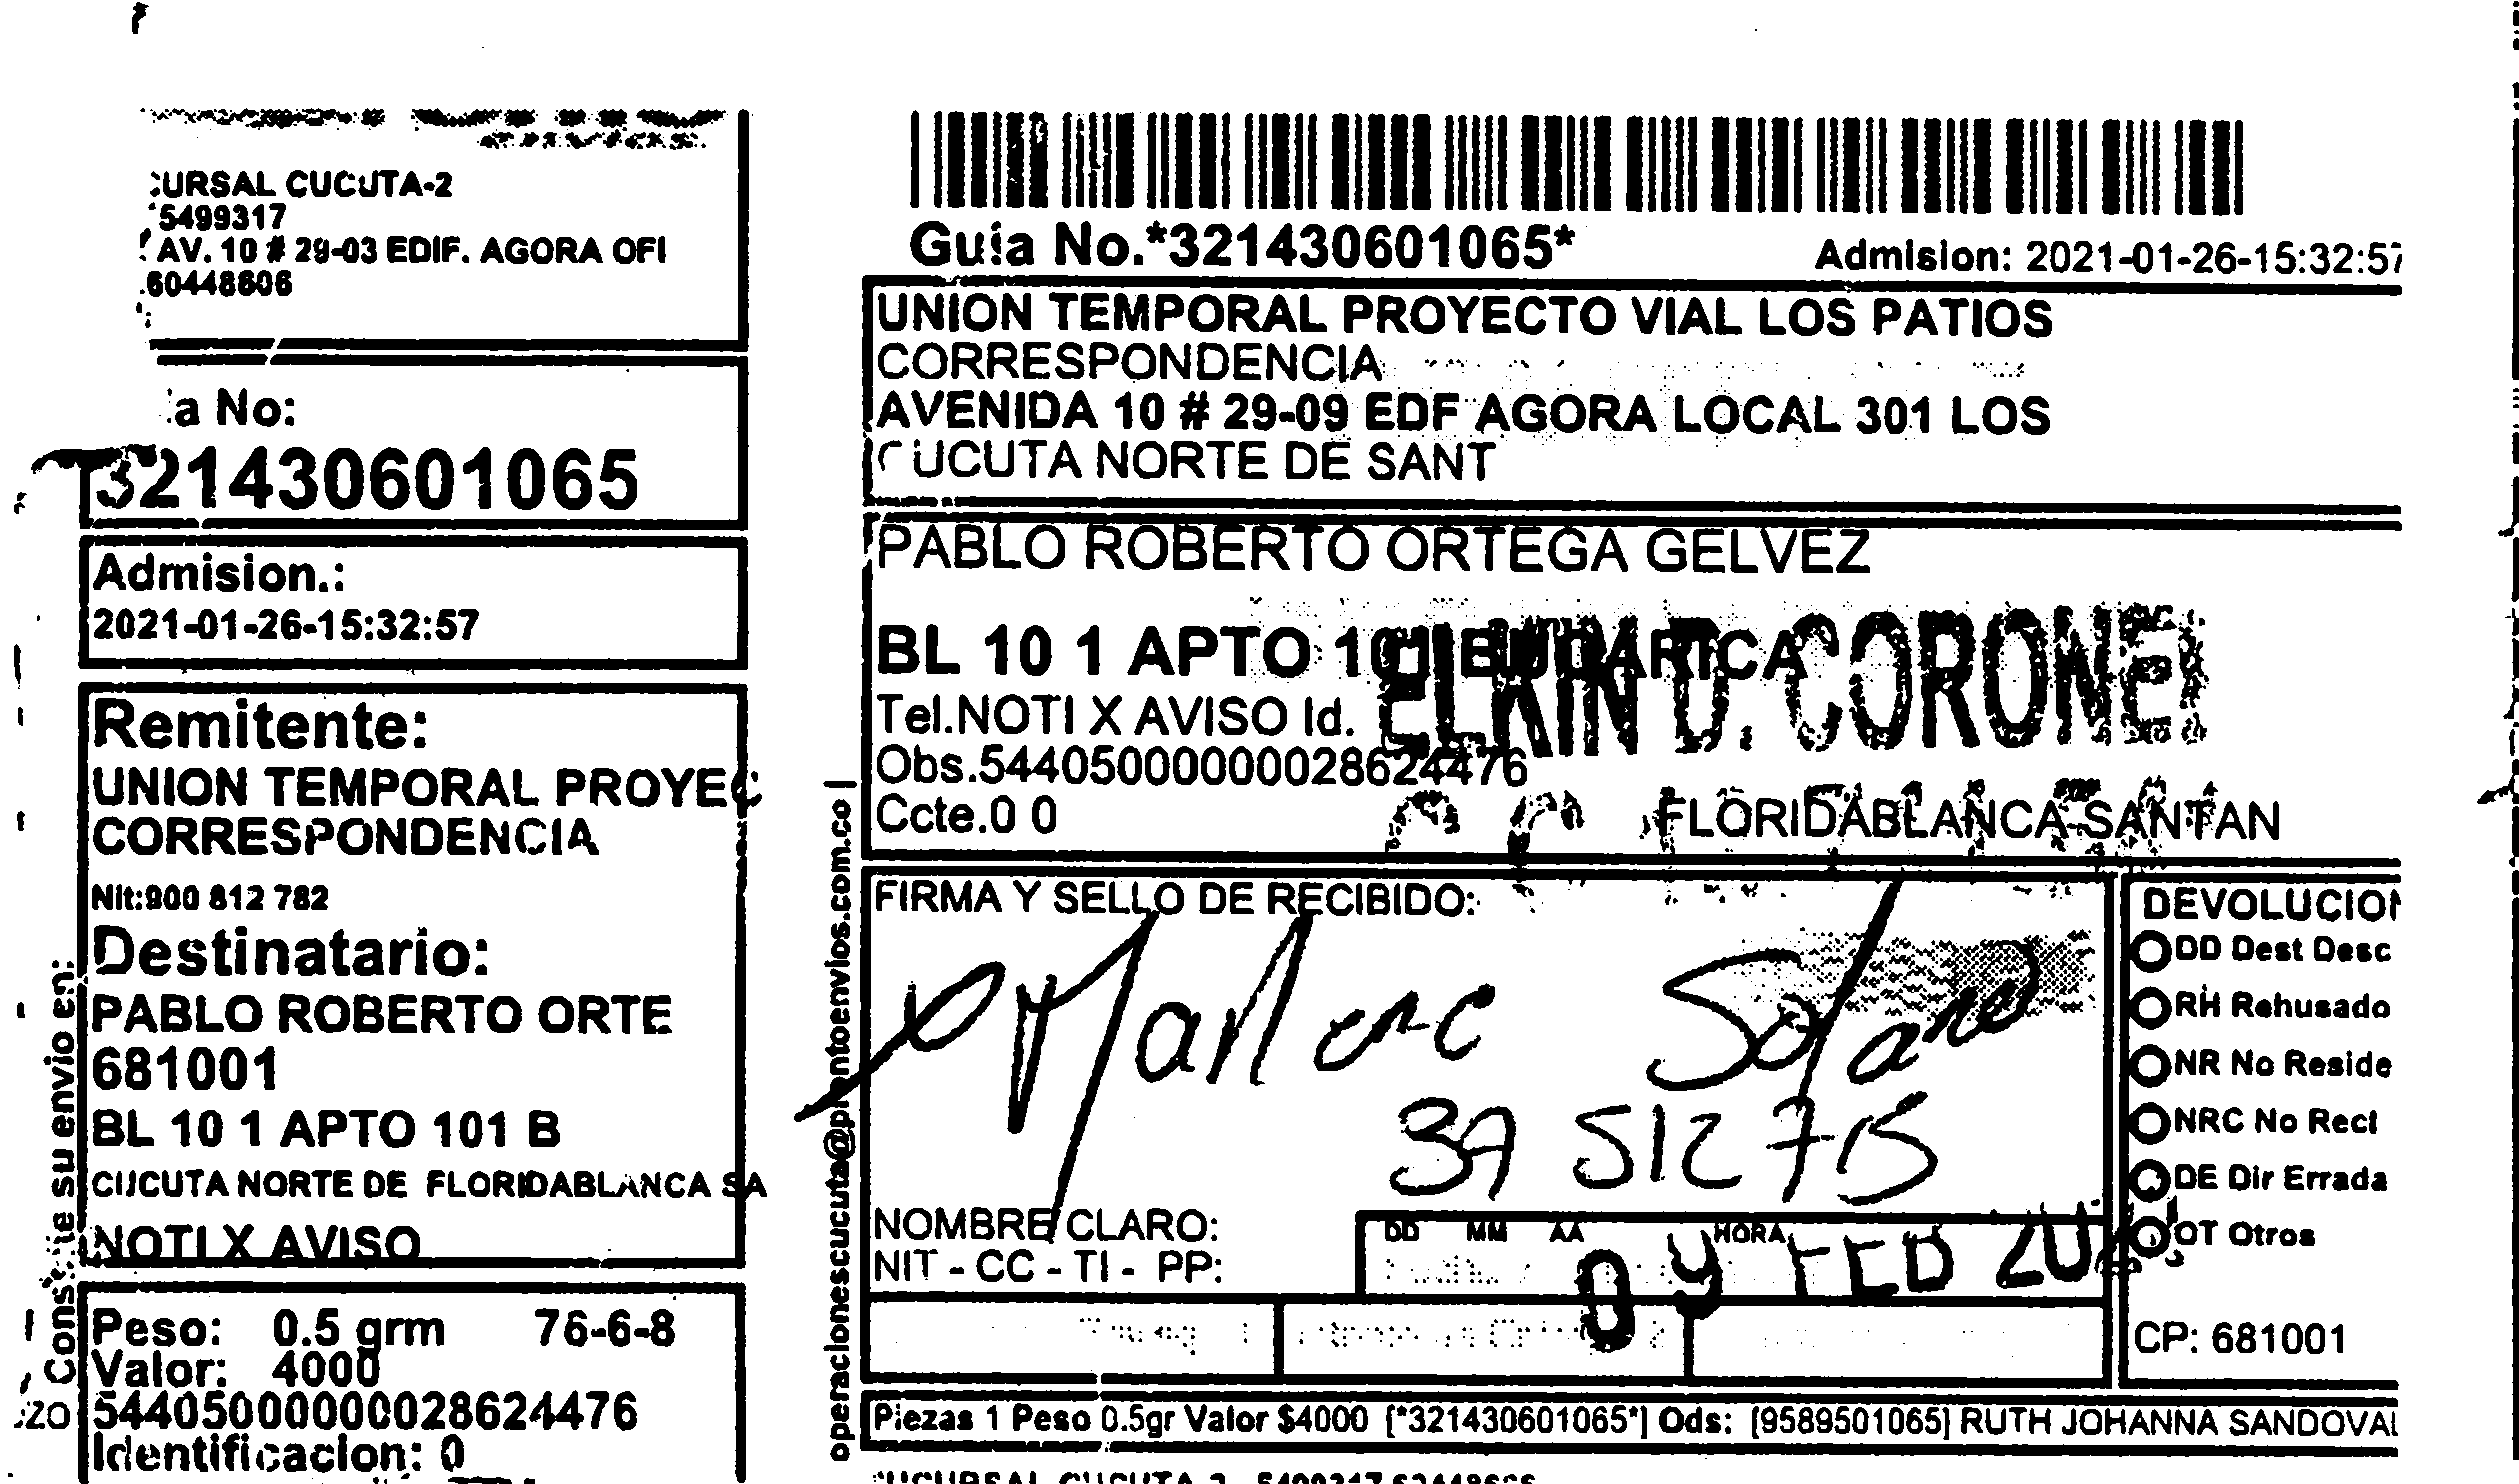 CURSAL CUCUTA-2
5499317
AV. 10 # 29-03 EDIF. AGORA OFI
60448606
a No:
321430601065
Admision.:
2021-01-26-15:32:57
Remitente:
UNION TEMPORAL PROYEC
CORRESPONDENCIA
Nit:900 812 782
Destinatario:
PABLO ROBERTO ORTE
681001
BL 10 1 APTO 101 B
CUCUTA NORTE DE FLORIDABLANCA SA
NOTI X AVISO
Peso: 0.5 grm 76-6-8
Valor: 4000
544050000000028624476
Identificacion: 0
su envio en:
operacionescucuta@prontoenvios.com.co |
Guia No.*321430601065*
Admision: 2021-01-26-15:32:57
UNION TEMPORAL PROYECTO VIAL LOS PATIOS
CORRESPONDENCIA
AVENIDA 10 # 29-09 EDF AGORA LOCAL 301 LOS
CUCUTA NORTE DE SANT
PABLO ROBERTO ORTEGA GELVEZ
BL 10 1 APTO 101
ELKIN D. CORONEL
Tel.NOTI X AVISO Id.
Obs.544050000000028624476
Ccte.0 0
FLORIDABLANCA-SANTAN
FIRMA Y SELLO DE RECIBIDO:
Marlene Solano
NOMBRE CLARO:
NIT - CC - TI - PP:
DD MM AA HORA
09 FEB
DEVOLUCION
DD Dest Desc
RH Rehusado
NR No Reside
NRC No Recl
DE Dir Errada
OT Otros
CP: 681001
Piezas 1 Peso 0.5gr Valor $4000 [*321430601065*] Ods: [9589501065] RUTH JOHANNA SANDOVAL